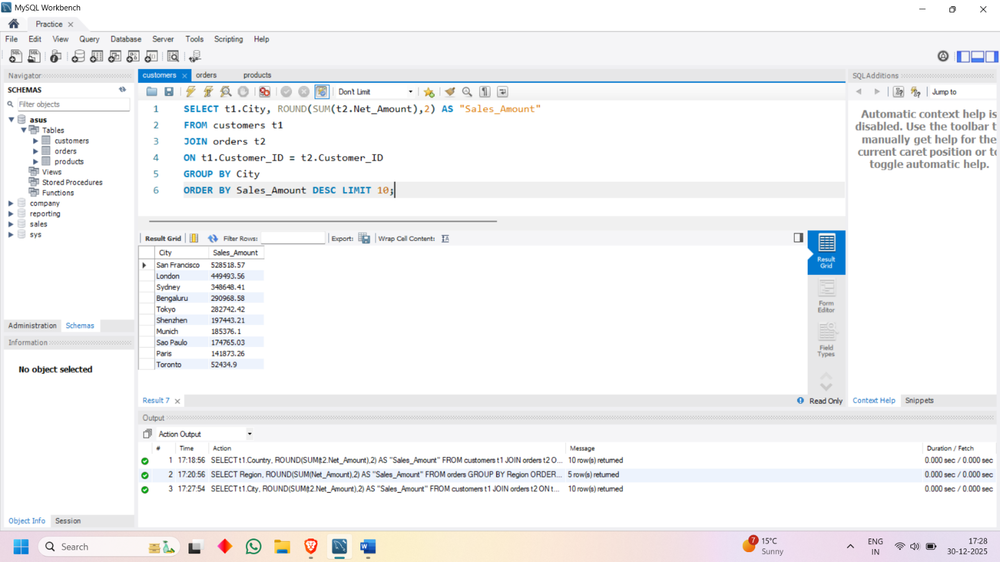 MySQL Workbench
Practice
File Edit View Query Database Server Tools Scripting Help
Navigator
SCHEMAS
Filter objects
asus
Tables
customers
orders
products
Views
Stored Procedures
Functions
company
reporting
sales
sys
Administration Schemas
Information
No object selected
Object Info Session
customers orders products
Don't Limit
1 SELECT t1.City, ROUND(SUM(t2.Net_Amount),2) AS "Sales_Amount"
2 FROM customers t1
3 JOIN orders t2
4 ON t1.Customer_ID = t2.Customer_ID
5 GROUP BY City
6 ORDER BY Sales_Amount DESC LIMIT 10;
Result Grid Filter Rows: Export: Wrap Cell Content:
City Sales_Amount
San Francisco 528518.57
London 449493.56
Sydney 348648.41
Bengaluru 290968.58
Tokyo 282742.42
Shenzhen 197443.21
Munich 185376.1
Sao Paulo 174765.03
Paris 141873.26
Toronto 52434.9
Result
Grid
Form
Editor
Field
Types
Result 7
Read Only
SQLAdditions
Jump to
Automatic context help is
disabled. Use the toolbar t
manually get help for the
current caret position or to
toggle automatic help.
Context Help Snippets
Output
Action Output
# Time Action Message Duration / Fetch
1 17:18:56 SELECT t1.Country, ROUND(SUM(t2.Net_Amount),2) AS "Sales_Amount" FROM customers t1 JOIN orders t2 O... 10 row(s) returned 0.000 sec / 0.000 sec
2 17:20:56 SELECT Region, ROUND(SUM(Net_Amount),2) AS "Sales_Amount" FROM orders GROUP BY Region ORDER... 5 row(s) returned 0.000 sec / 0.000 sec
3 17:27:54 SELECT t1.City, ROUND(SUM(t2.Net_Amount),2) AS "Sales_Amount" FROM customers t1 JOIN orders t2 ON t... 10 row(s) returned 0.000 sec / 0.000 sec
Search
7
15°C
Sunny
ENG
IN
17:28
30-12-2025